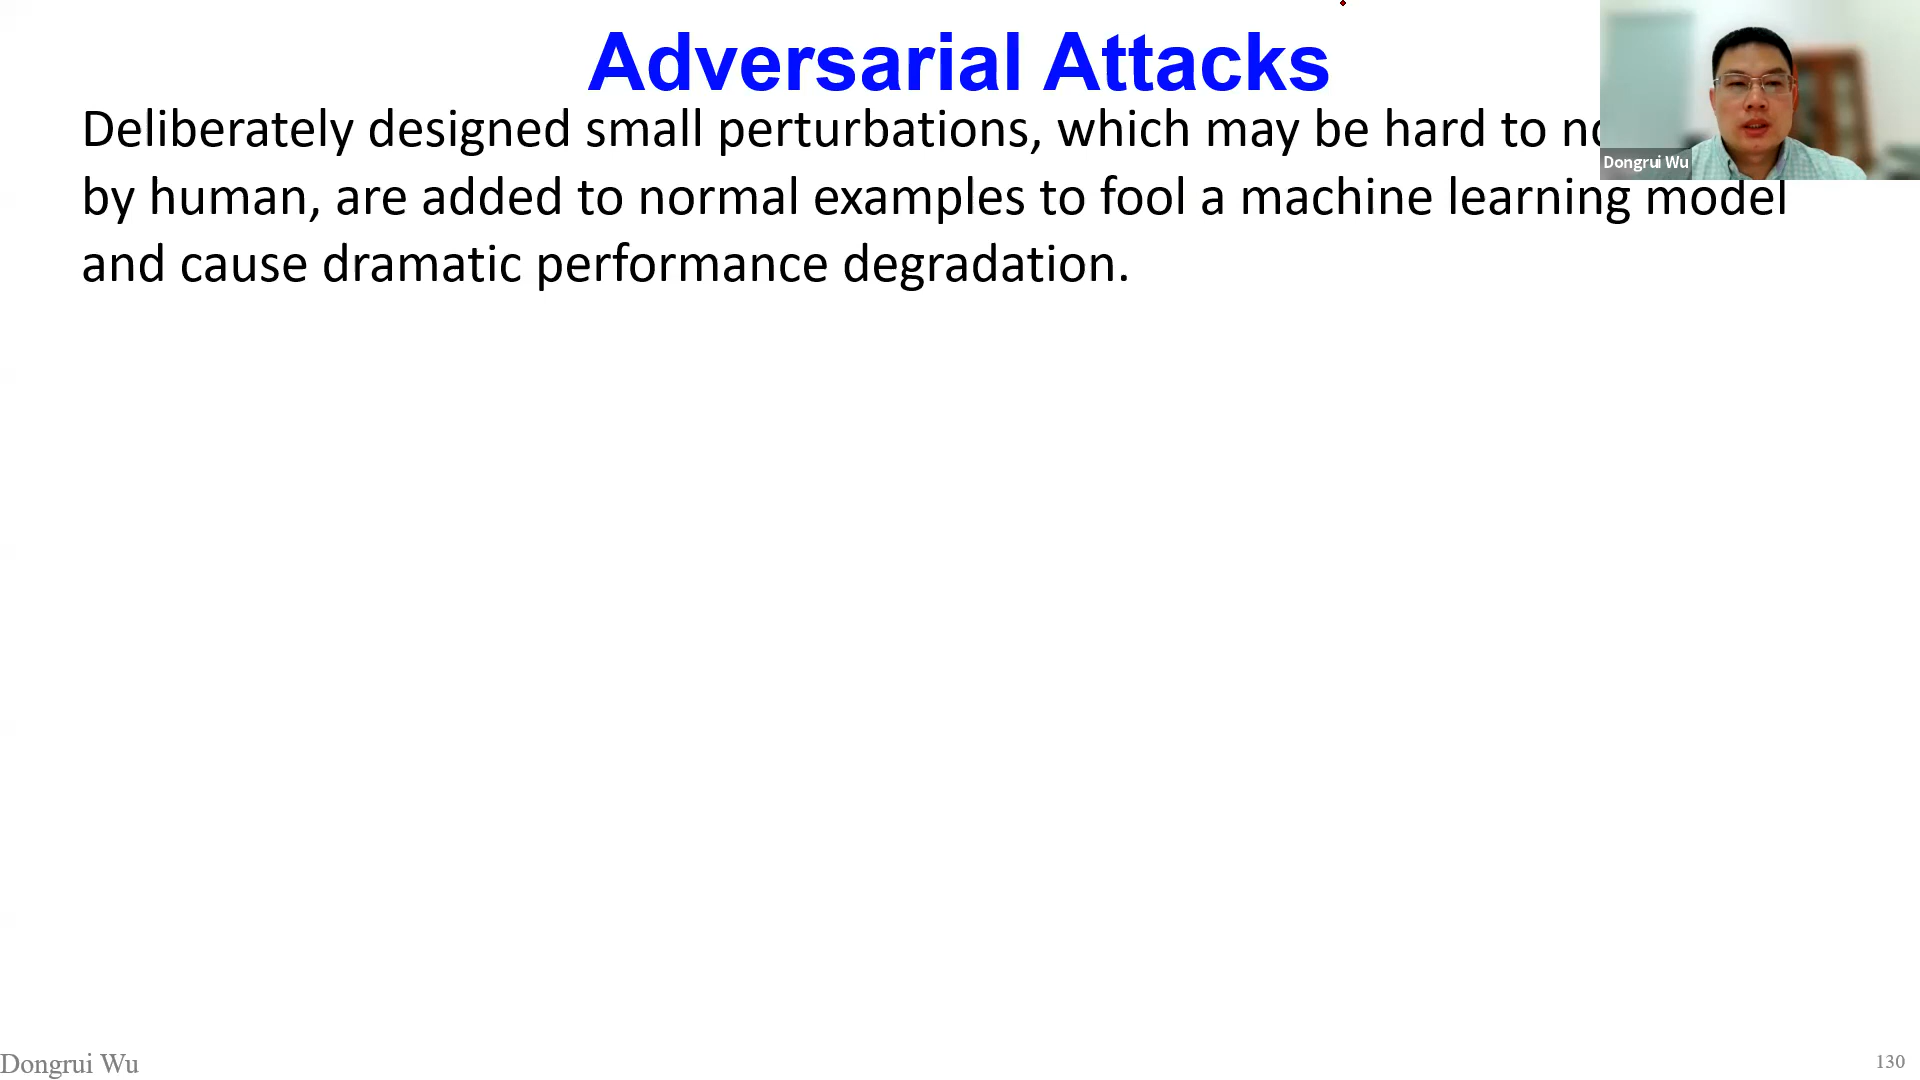 Adversarial Attacks
Deliberately designed small perturbations, which may be hard to
by human, are added to normal examples to fool a machine learning model
and cause dramatic performance degradation.
Dongrui Wu
Dongrui Wu
130